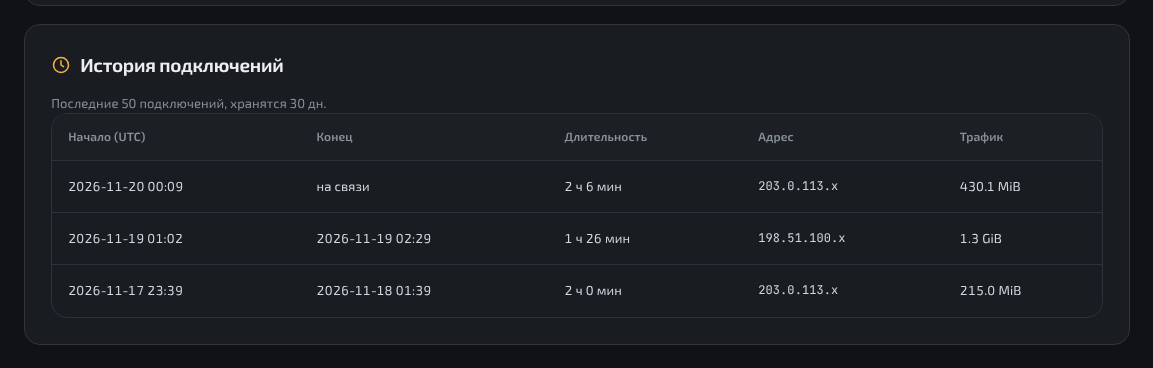 История подключений
Последние 50 подключений, хранятся 30 дн.
Начало (UTC) Конец Длительность Адрес Трафик
2026-11-20 00:09 на связи 2 ч 6 мин 203.0.113.x 430.1 MiB
2026-11-19 01:02 2026-11-19 02:29 1 ч 26 мин 198.51.100.x 1.3 GiB
2026-11-17 23:39 2026-11-18 01:39 2 ч 0 мин 203.0.113.x 215.0 MiB